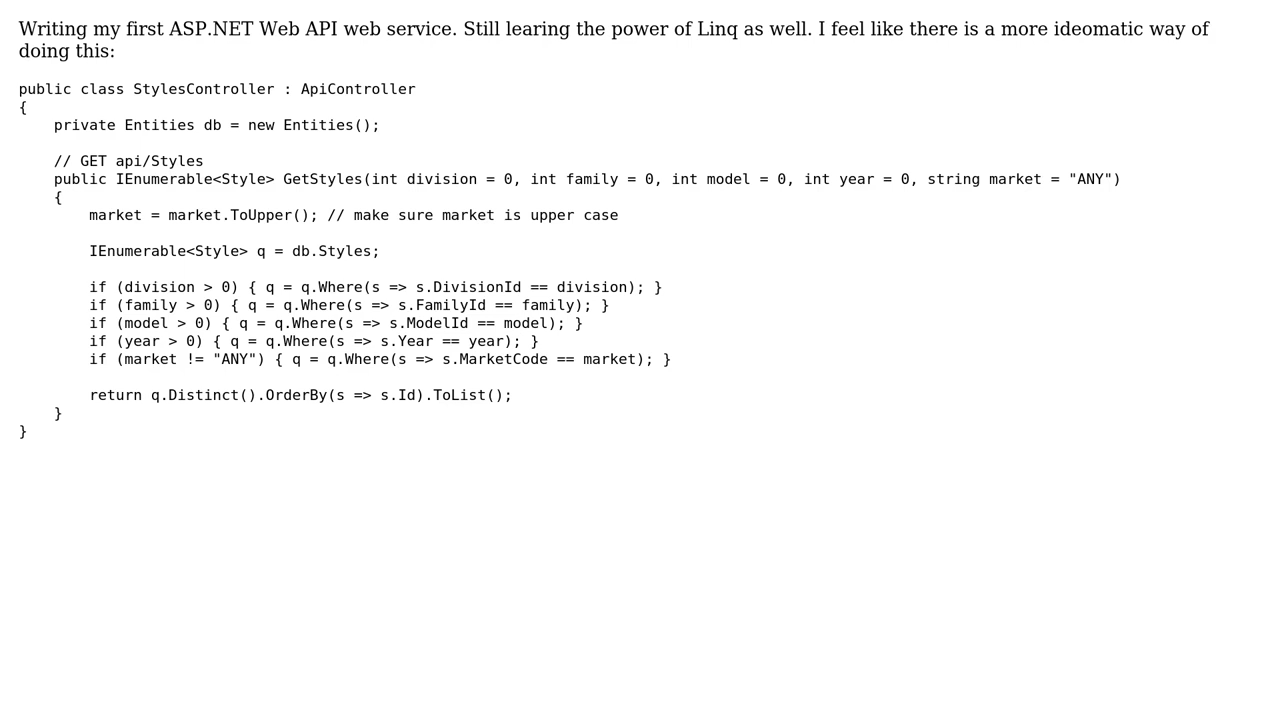 Writing my first ASP.NET Web API web service. Still learing the power of Linq as well. I feel like there is a more ideomatic way of
doing this:
public class StylesController : ApiController
{
    private Entities db = new Entities();

    // GET api/Styles
    public IEnumerable<Style> GetStyles(int division = 0, int family = 0, int model = 0, int year = 0, string market = "ANY")
    {
        market = market.ToUpper(); // make sure market is upper case

        IEnumerable<Style> q = db.Styles;

        if (division > 0) { q = q.Where(s => s.DivisionId == division); }
        if (family > 0) { q = q.Where(s => s.FamilyId == family); }
        if (model > 0) { q = q.Where(s => s.ModelId == model); }
        if (year > 0) { q = q.Where(s => s.Year == year); }
        if (market != "ANY") { q = q.Where(s => s.MarketCode == market); }

        return q.Distinct().OrderBy(s => s.Id).ToList();
    }
}